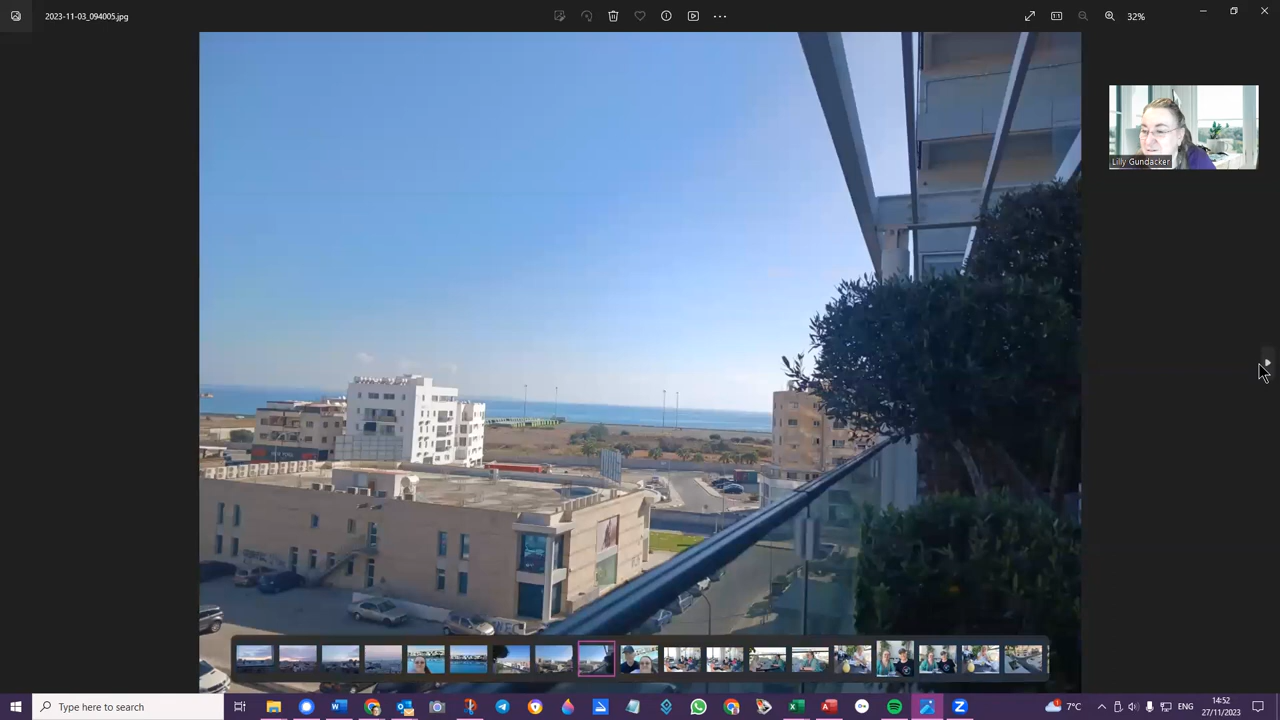 2023-11-03_094005.jpg
32%
Lilly Gundacker
Type here to search
7°C
ENG
14:52
27/11/2023